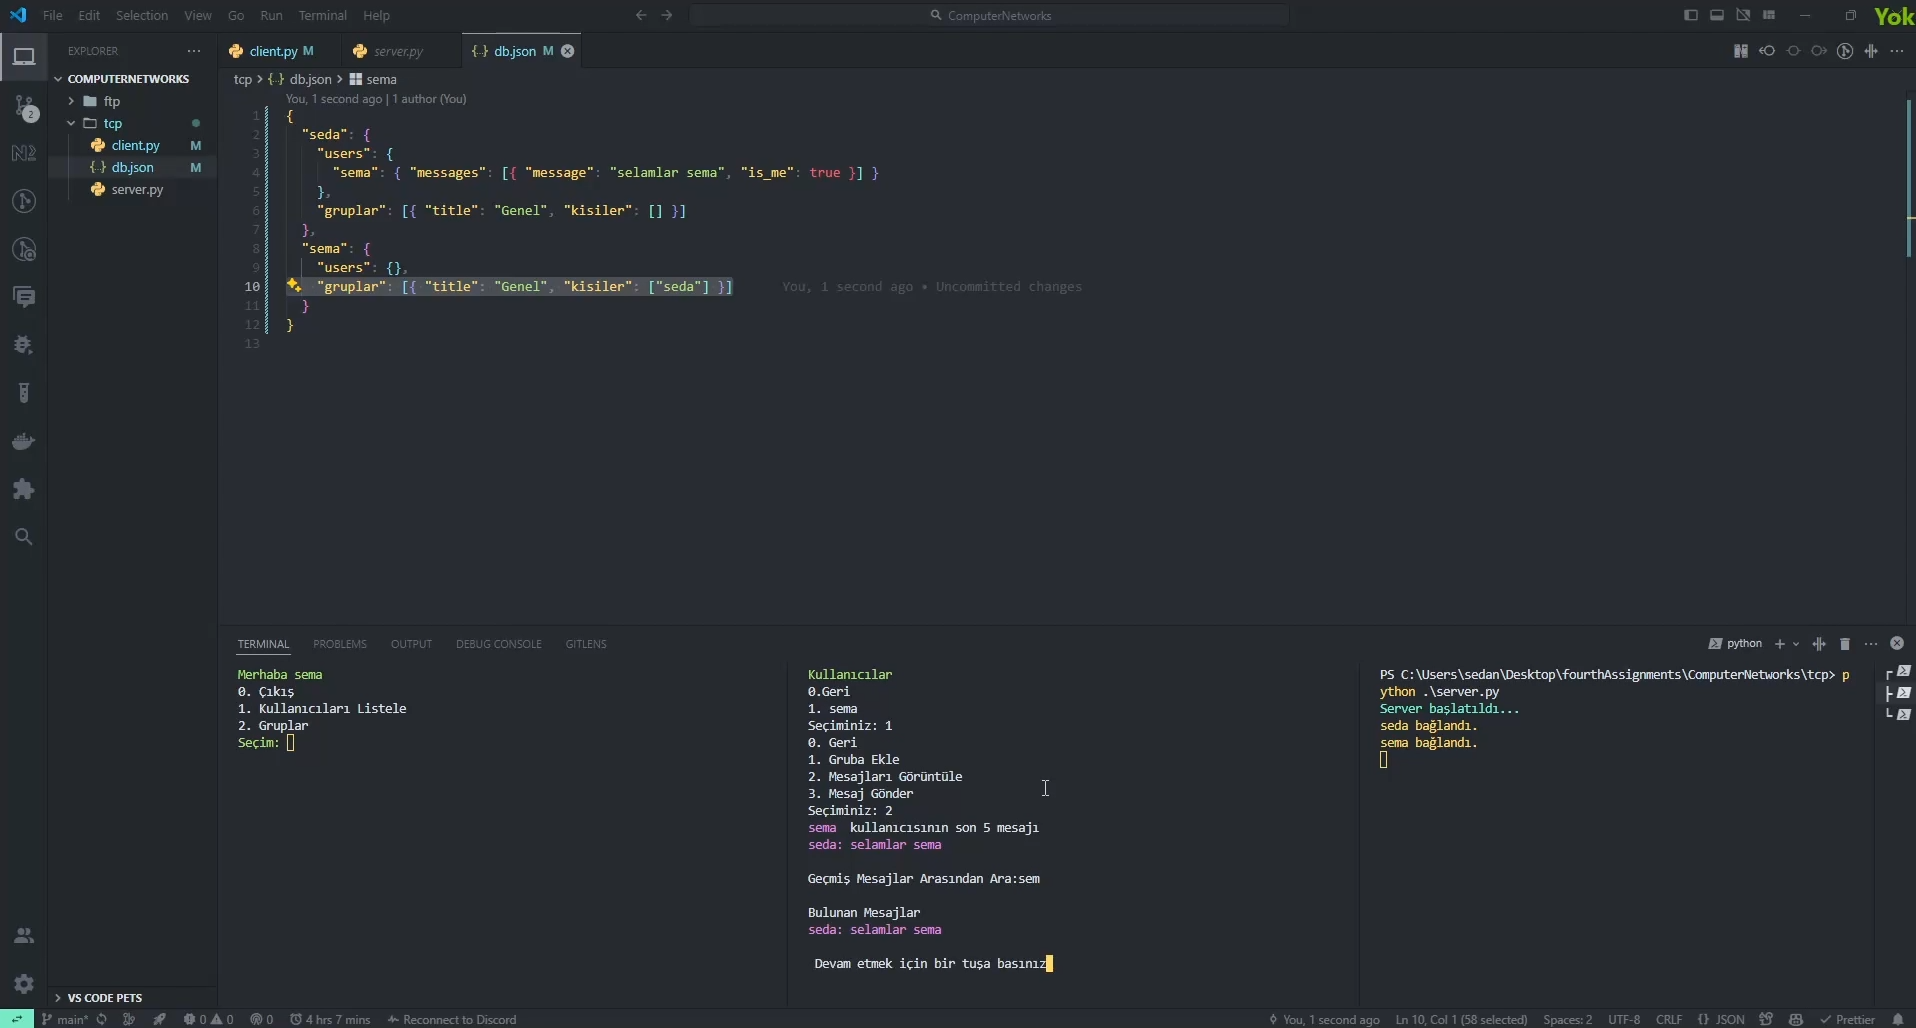 File Edit Selection View Go Run Terminal Help
ComputerNetworks
Yok
EXPLORER
COMPUTERNETWORKS
ftp
tcp
client.py M
db.json M
server.py
VS CODE PETS
2
client.py M
server.py
db.json M
tcp > {..} db.json > sema
You, 1 second ago | 1 author (You)
1 {
2 "seda": {
3 "users": {
4 "sema": { "messages": [{ "message": "selamlar sema", "is_me": true }] }
5 },
6 "gruplar": [{ "title": "Genel", "kisiler": [] }]
7 },
8 "sema": {
9 "users": {},
10 "gruplar": [{ "title": "Genel", "kisiler": ["seda"] }] You, 1 second ago • Uncommitted changes
11 }
12 }
13
TERMINAL PROBLEMS OUTPUT DEBUG CONSOLE GITLENS
python
Merhaba sema
0. Çıkış
1. Kullanıcıları Listele
2. Gruplar
Seçim:
Kullanıcılar
0.Geri
1. sema
Seçiminiz: 1
0. Geri
1. Gruba Ekle
2. Mesajları Görüntüle
3. Mesaj Gönder
Seçiminiz: 2
sema kullanıcısının son 5 mesajı
seda: selamlar sema
Geçmiş Mesajlar Arasından Ara:sem
Bulunan Mesajlar
seda: selamlar sema
Devam etmek için bir tuşa basınız
PS C:\Users\sedan\Desktop\fourthAssignments\ComputerNetworks\tcp> p
ython .\server.py
Server başlatıldı...
seda bağlandı.
sema bağlandı.
main* 0 0 0 4 hrs 7 mins Reconnect to Discord
You, 1 second ago Ln 10, Col 1 (58 selected) Spaces: 2 UTF-8 CRLF {} JSON Prettier